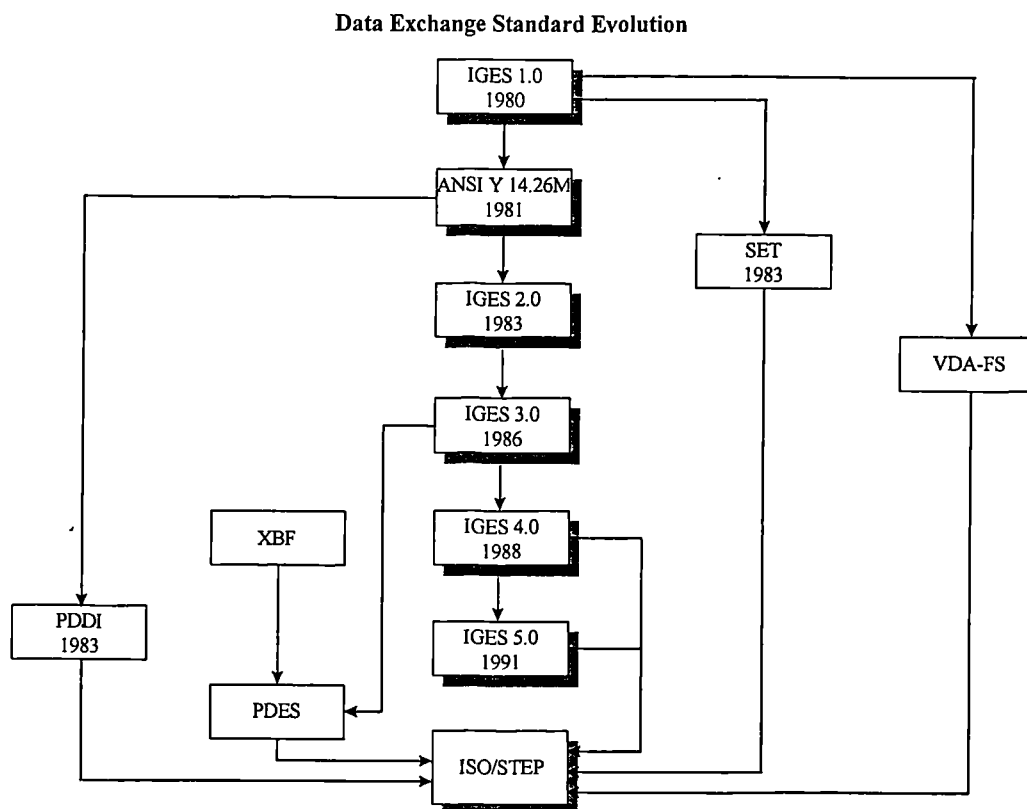 Data Exchange Standard Evolution
IGES 1.0
1980
ANSI Y 14.26M
1981
SET
1983
IGES 2.0
1983
VDA-FS
IGES 3.0
1986
XBF
IGES 4.0
1988
PDDI
1983
IGES 5.0
1991
PDES
ISO/STEP